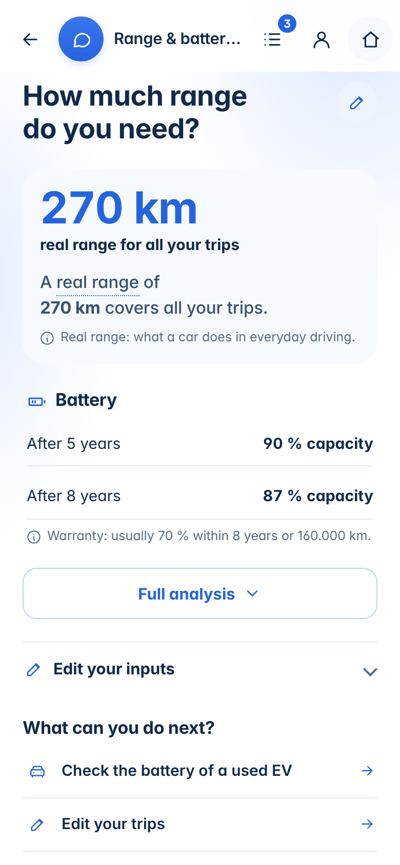 3
Range & batter...
How much range
do you need?
270 km
real range for all your trips
A real range of
270 km covers all your trips.
Real range: what a car does in everyday driving.
Battery
After 5 years 90 % capacity
After 8 years 87 % capacity
Warranty: usually 70 % within 8 years or 160.000 km.
Full analysis
Edit your inputs
What can you do next?
Check the battery of a used EV
Edit your trips